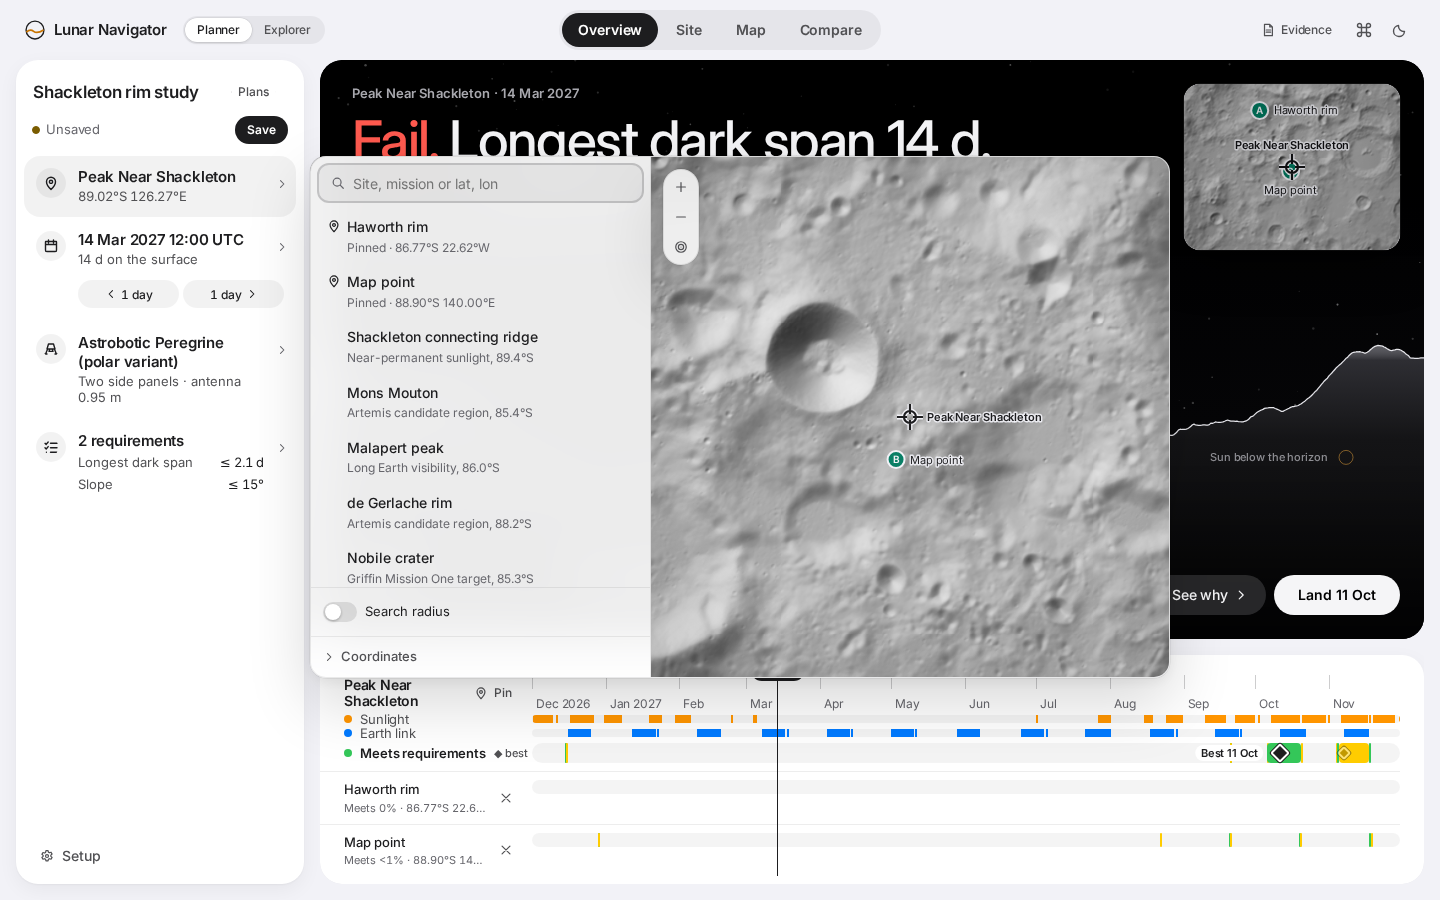 Lunar Navigator
Planner
Explorer
Overview
Site
Map
Compare
Evidence
Shackleton rim study
Plans
Unsaved
Save
Peak Near Shackleton
89.02°S 126.27°E
14 Mar 2027 12:00 UTC
14 d on the surface
1 day
1 day
Astrobotic Peregrine
(polar variant)
Two side panels · antenna
0.95 m
2 requirements
Longest dark span ≤ 2.1 d
Slope ≤ 15°
Setup
Peak Near Shackleton · 14 Mar 2027
Fail. Longest dark span 14 d.
A Haworth rim
Peak Near Shackleton
Map point
Site, mission or lat, lon
Haworth rim
Pinned · 86.77°S 22.62°W
Map point
Pinned · 88.90°S 140.00°E
Shackleton connecting ridge
Near-permanent sunlight, 89.4°S
Mons Mouton
Artemis candidate region, 85.4°S
Malapert peak
Long Earth visibility, 86.0°S
de Gerlache rim
Artemis candidate region, 88.2°S
Nobile crater
Griffin Mission One target, 85.3°S
Search radius
Coordinates
Peak Near Shackleton
B Map point
Sun below the horizon
See why
Land 11 Oct
Peak Near
Shackleton
Pin
Dec 2026 Jan 2027 Feb Mar Apr May Jun Jul Aug Sep Oct Nov
Sunlight
Earth link
Meets requirements ◆ best
Best 11 Oct
Haworth rim
Meets 0% · 86.77°S 22.6…
Map point
Meets <1% · 88.90°S 14…